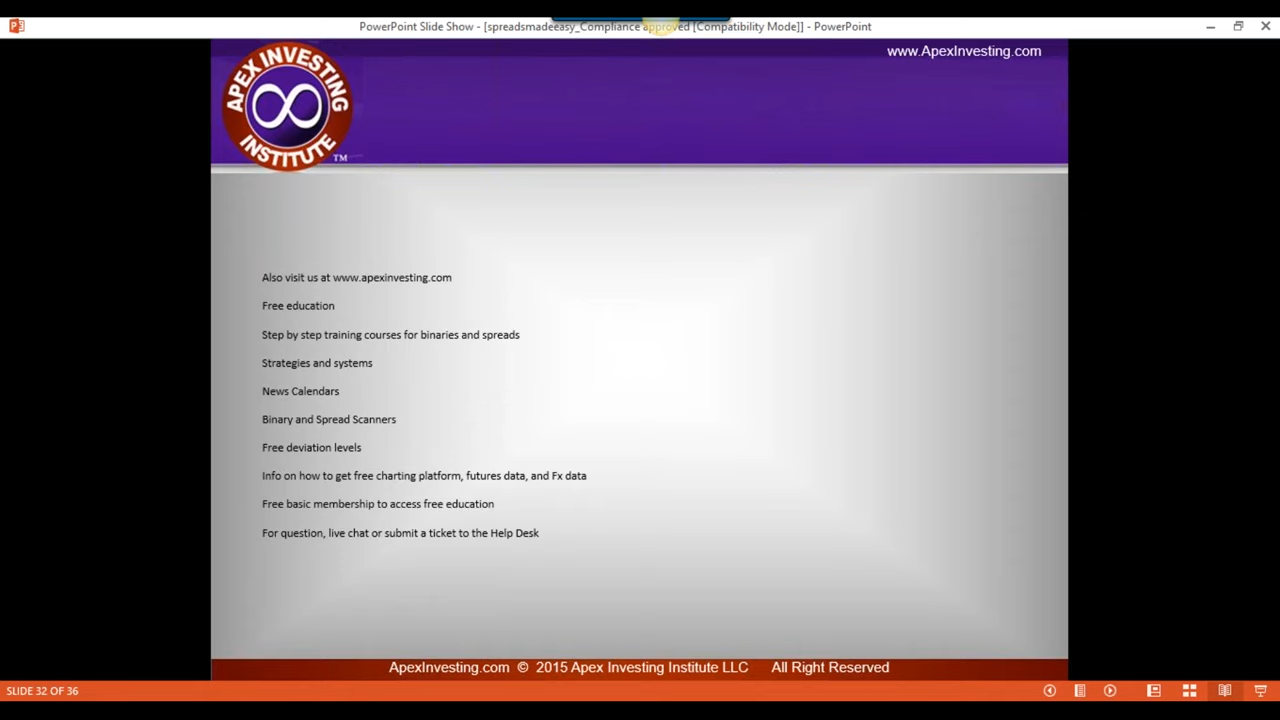 PowerPoint Slide Show - [spreadsmadeeasy_Compliance approved [Compatibility Mode]] - PowerPoint
www.ApexInvesting.com
APEX INVESTING
INSTITUTE
TM
Also visit us at www.apexinvesting.com
Free education
Step by step training courses for binaries and spreads
Strategies and systems
News Calendars
Binary and Spread Scanners
Free deviation levels
Info on how to get free charting platform, futures data, and Fx data
Free basic membership to access free education
For question, live chat or submit a ticket to the Help Desk
ApexInvesting.com © 2015 Apex Investing Institute LLC All Right Reserved
SLIDE 32 OF 36